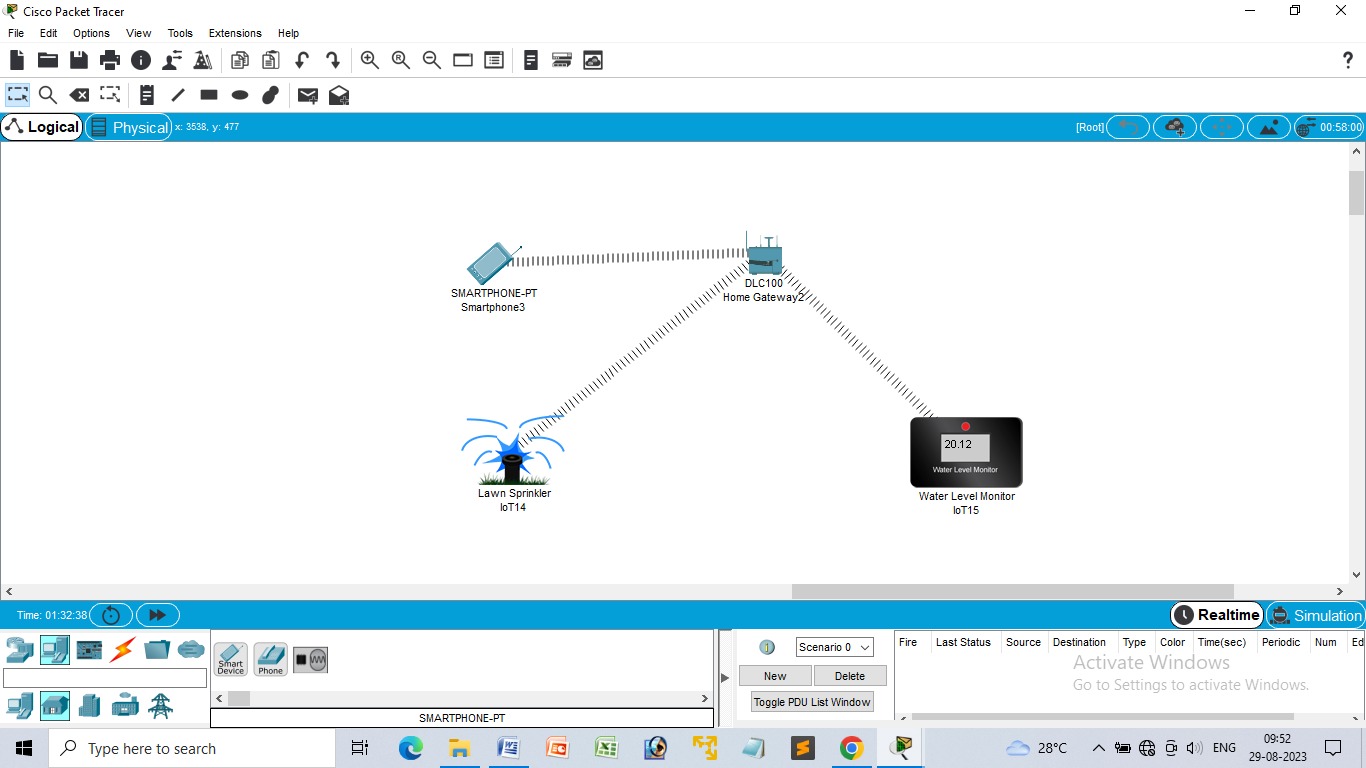 Cisco Packet Tracer
File Edit Options View Tools Extensions Help
Logical Physical x: 3538, y: 477 [Root] 00:58:00
SMARTPHONE-PT
Smartphone3
DLC100
Home Gateway2
Lawn Sprinkler
IoT14
20.12
Water Level Monitor
Water Level Monitor
IoT15
Time: 01:32:38 Realtime Simulation
Smart
Device
Phone
SMARTPHONE-PT
Scenario 0
New Delete
Toggle PDU List Window
Fire Last Status Source Destination Type Color Time(sec) Periodic Num Ed
Activate Windows
Go to Settings to activate Windows.
Type here to search
28°C ENG
09:52
29-08-2023